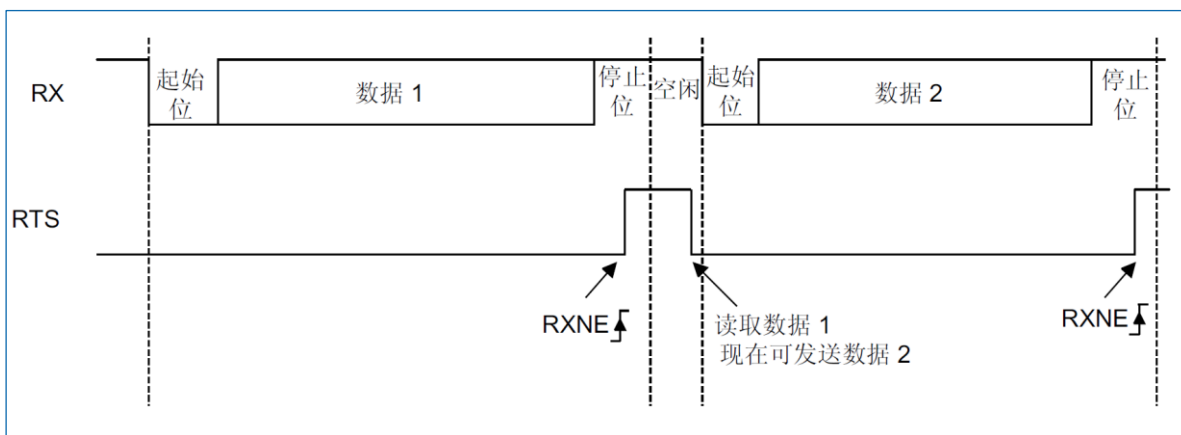 RX
起始
位
数据 1
停止
位
空闲
起始
位
数据 2
停止
位
RTS
RXNE
读取数据 1
现在可发送数据 2
RXNE